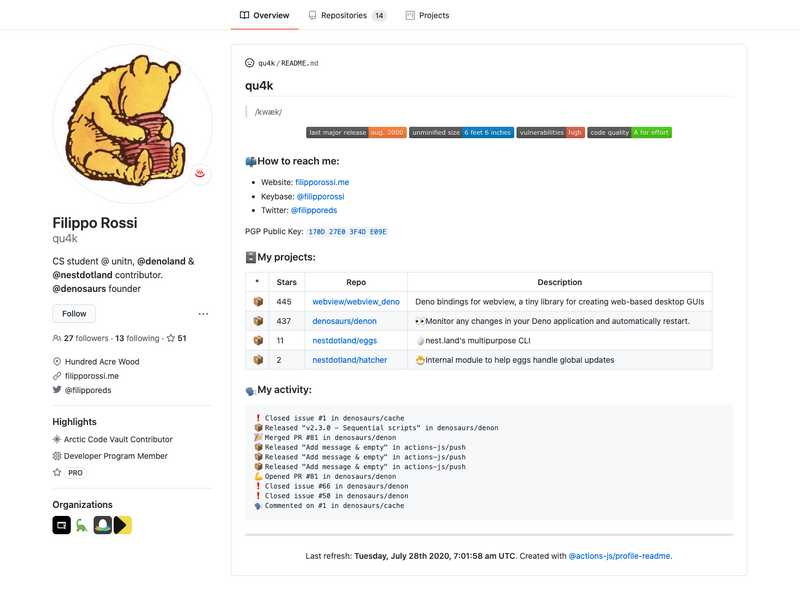 Overview
Repositories 14
Projects
Filippo Rossi
qu4k
CS student @ unitn, @denoland &
@nestdotland contributor.
@denosaurs founder
Follow
27 followers · 13 following · 51
Hundred Acre Wood
filipporossi.me
@filipporeds
Highlights
Arctic Code Vault Contributor
Developer Program Member
PRO
Organizations
qu4k/README.md
qu4k
/kwæk/
last major release aug. 2000
unminified size 6 feet 6 inches
vulnerabilities high
code quality A for effort
How to reach me:
Website: filipporossi.me
Keybase: @filipporossi
Twitter: @filipporeds
PGP Public Key: 170D 27E0 3F4D E09E
My projects:
* Stars Repo Description
445 webview/webview_deno Deno bindings for webview, a tiny library for creating web-based desktop GUIs
437 denosaurs/denon 👀Monitor any changes in your Deno application and automatically restart.
11 nestdotland/eggs 🥚nest.land's multipurpose CLI
2 nestdotland/hatcher 🐣Internal module to help eggs handle global updates
My activity:
❗ Closed issue #1 in denosaurs/cache
📦 Released "v2.3.0 - Sequential scripts" in denosaurs/denon
🎉 Merged PR #81 in denosaurs/denon
📦 Released "Add message & empty" in actions-js/push
📦 Released "Add message & empty" in actions-js/push
📦 Released "Add message & empty" in actions-js/push
💪 Opened PR #81 in denosaurs/denon
❗ Closed issue #66 in denosaurs/denon
❗ Closed issue #50 in denosaurs/denon
🗣 Commented on #1 in denosaurs/cache
Last refresh: Tuesday, July 28th 2020, 7:01:58 am UTC. Created with @actions-js/profile-readme.